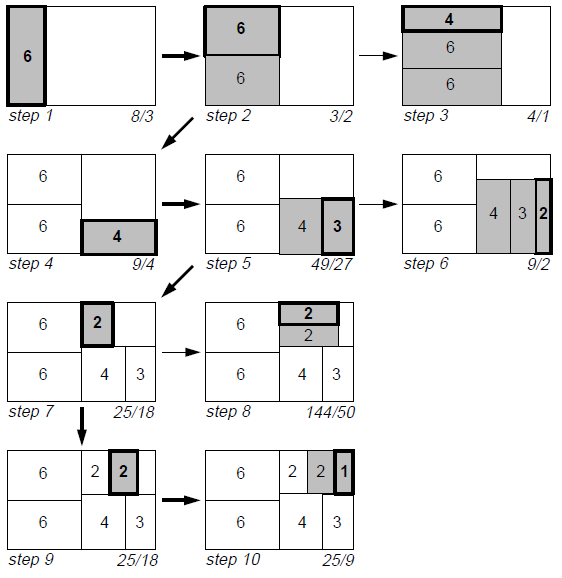 6
step 1 8/3
6
6
step 2 3/2
4
6
6
step 3 4/1
6
6
4
step 4 9/4
6
6 4 3
step 5 49/27
6
6 4 3 2
step 6 9/2
6 2
6 4 3
step 7 25/18
2
6 2
6 4 3
step 8 144/50
6 2 2
6 4 3
step 9 25/18
6 2 2 1
6 4 3
step 10 25/9